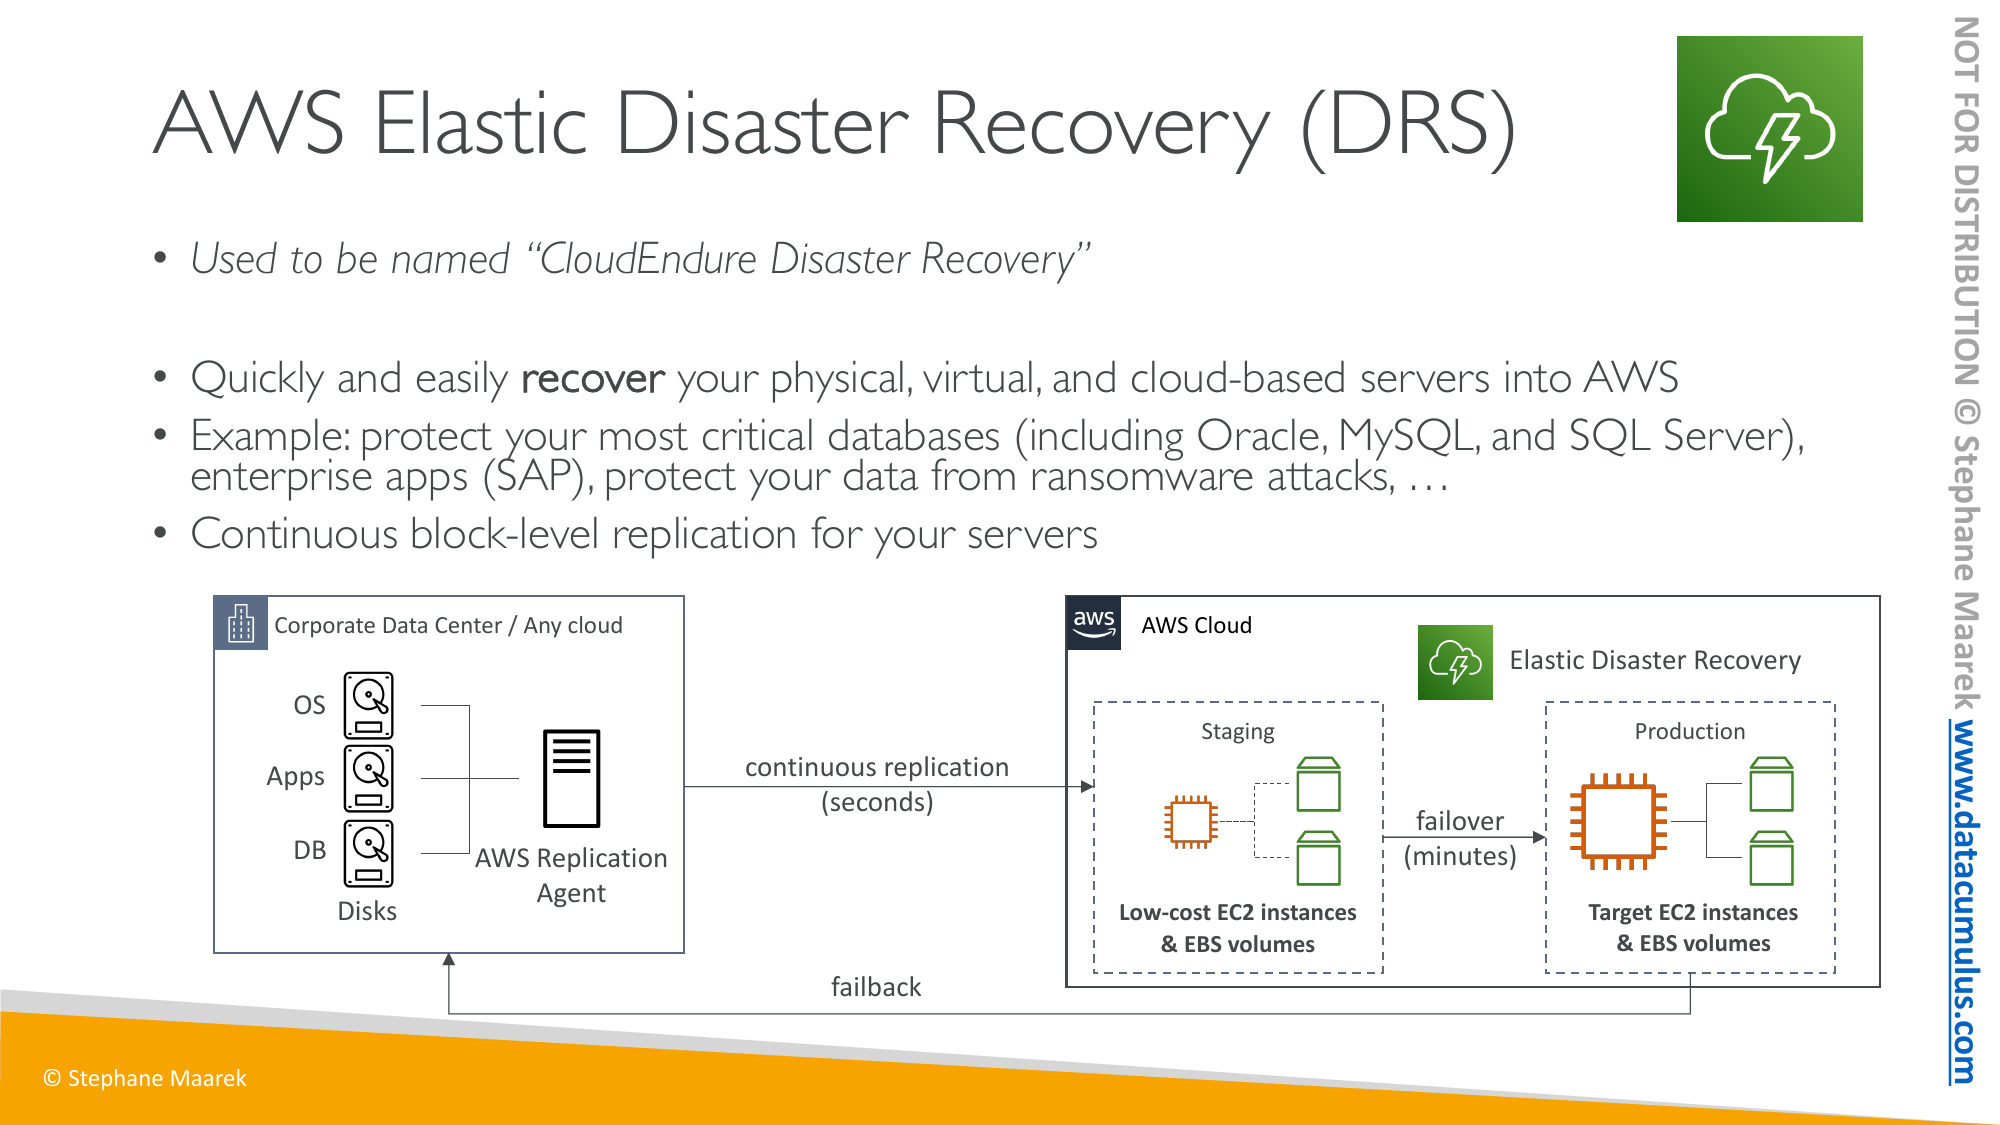 AWS Elastic Disaster Recovery (DRS)
• Used to be named “CloudEndure Disaster Recovery”
• Quickly and easily recover your physical, virtual, and cloud-based servers into AWS
• Example: protect your most critical databases (including Oracle, MySQL, and SQL Server),
enterprise apps (SAP), protect your data from ransomware attacks, …
• Continuous block-level replication for your servers
Corporate Data Center / Any cloud
OS
Apps
DB
Disks
AWS Replication
Agent
continuous replication
(seconds)
aws
AWS Cloud
Elastic Disaster Recovery
Staging
Low-cost EC2 instances
& EBS volumes
failover
(minutes)
Production
Target EC2 instances
& EBS volumes
failback
© Stephane Maarek
NOT FOR DISTRIBUTION © Stephane Maarek www.datacumulus.com